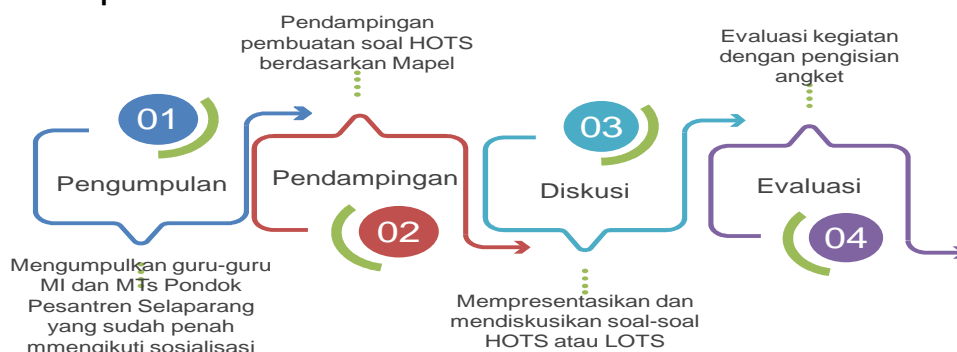 01
Pengumpulan
Mengumpulkan guru-guru
MI dan MTs Pondok
Pesantren Selaparang
yang sudah penah
mmengikuti sosialisasi
Pendampingan
pembuatan soal HOTS
berdasarkan Mapel
Pendampingan
02
03
Diskusi
Mempresentasikan dan
mendiskusikan soal-soal
HOTS atau LOTS
Evaluasi kegiatan
dengan pengisian
angket
Evaluasi
04